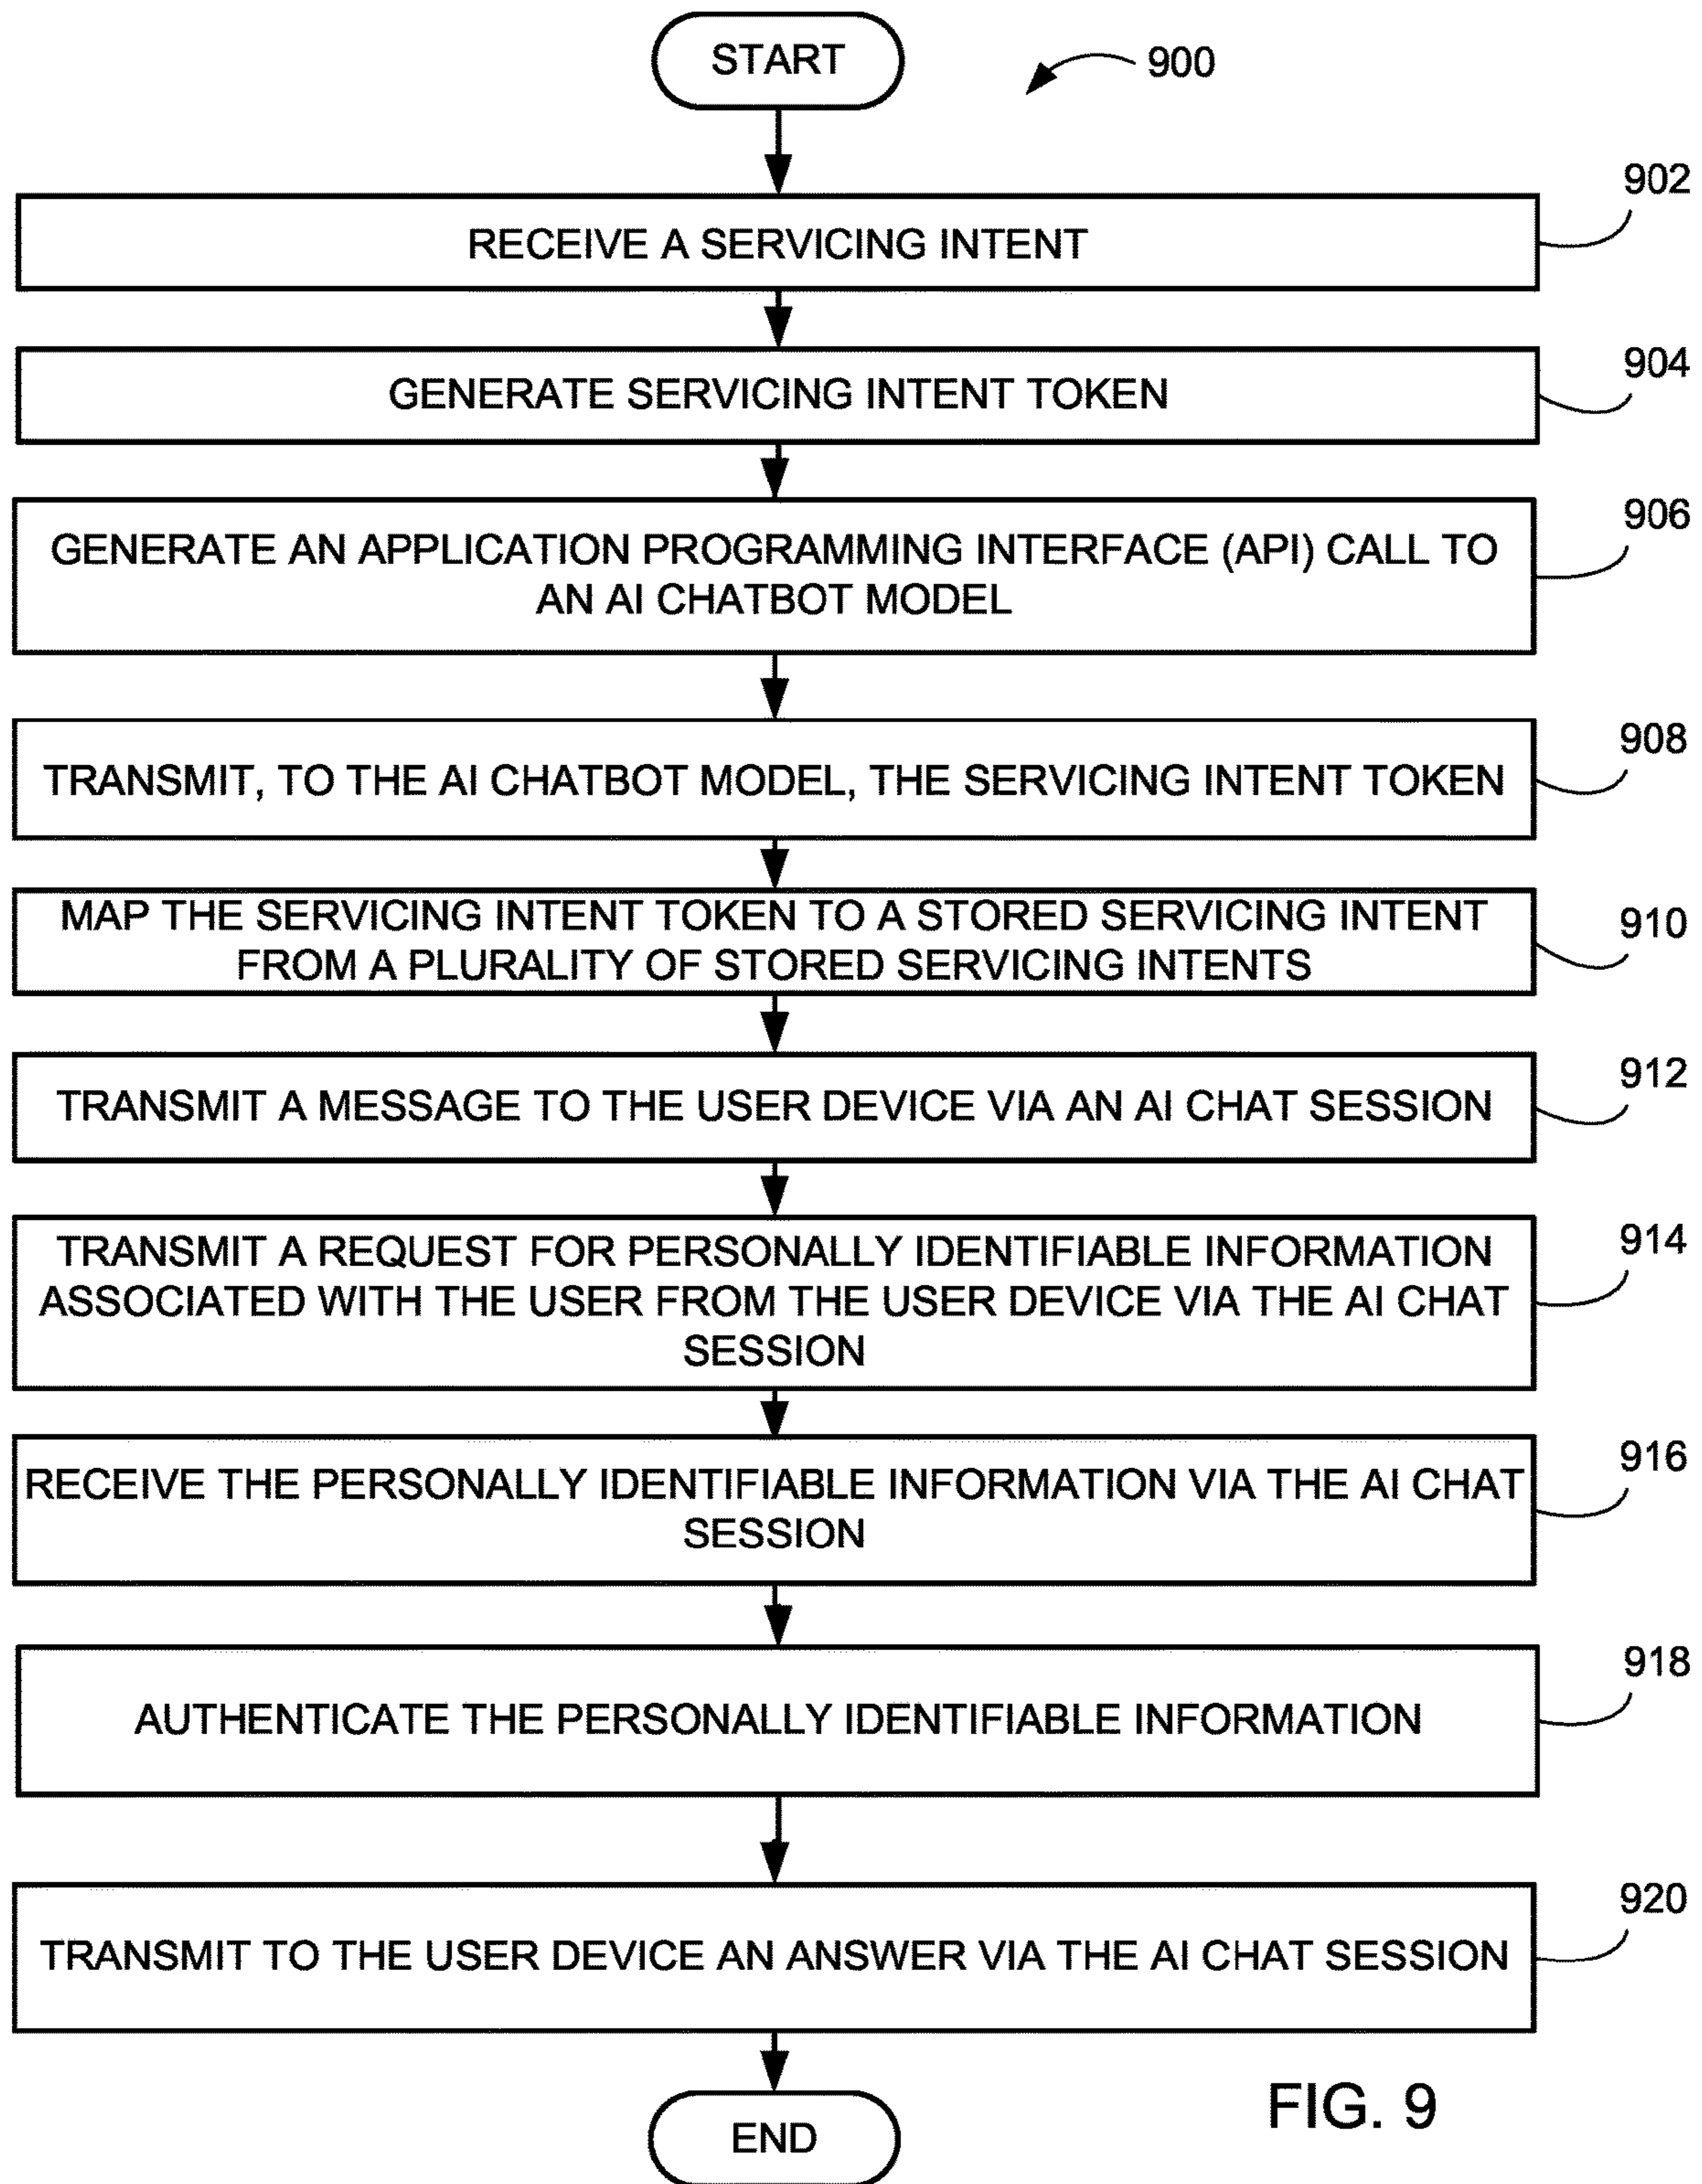 START
900
902
RECEIVE A SERVICING INTENT
904
GENERATE SERVICING INTENT TOKEN
906
GENERATE AN APPLICATION PROGRAMMING INTERFACE (API) CALL TO
AN AI CHATBOT MODEL
908
TRANSMIT, TO THE AI CHATBOT MODEL, THE SERVICING INTENT TOKEN
910
MAP THE SERVICING INTENT TOKEN TO A STORED SERVICING INTENT
FROM A PLURALITY OF STORED SERVICING INTENTS
912
TRANSMIT A MESSAGE TO THE USER DEVICE VIA AN AI CHAT SESSION
914
TRANSMIT A REQUEST FOR PERSONALLY IDENTIFIABLE INFORMATION
ASSOCIATED WITH THE USER FROM THE USER DEVICE VIA THE AI CHAT
SESSION
916
RECEIVE THE PERSONALLY IDENTIFIABLE INFORMATION VIA THE AI CHAT
SESSION
918
AUTHENTICATE THE PERSONALLY IDENTIFIABLE INFORMATION
920
TRANSMIT TO THE USER DEVICE AN ANSWER VIA THE AI CHAT SESSION
FIG. 9
END